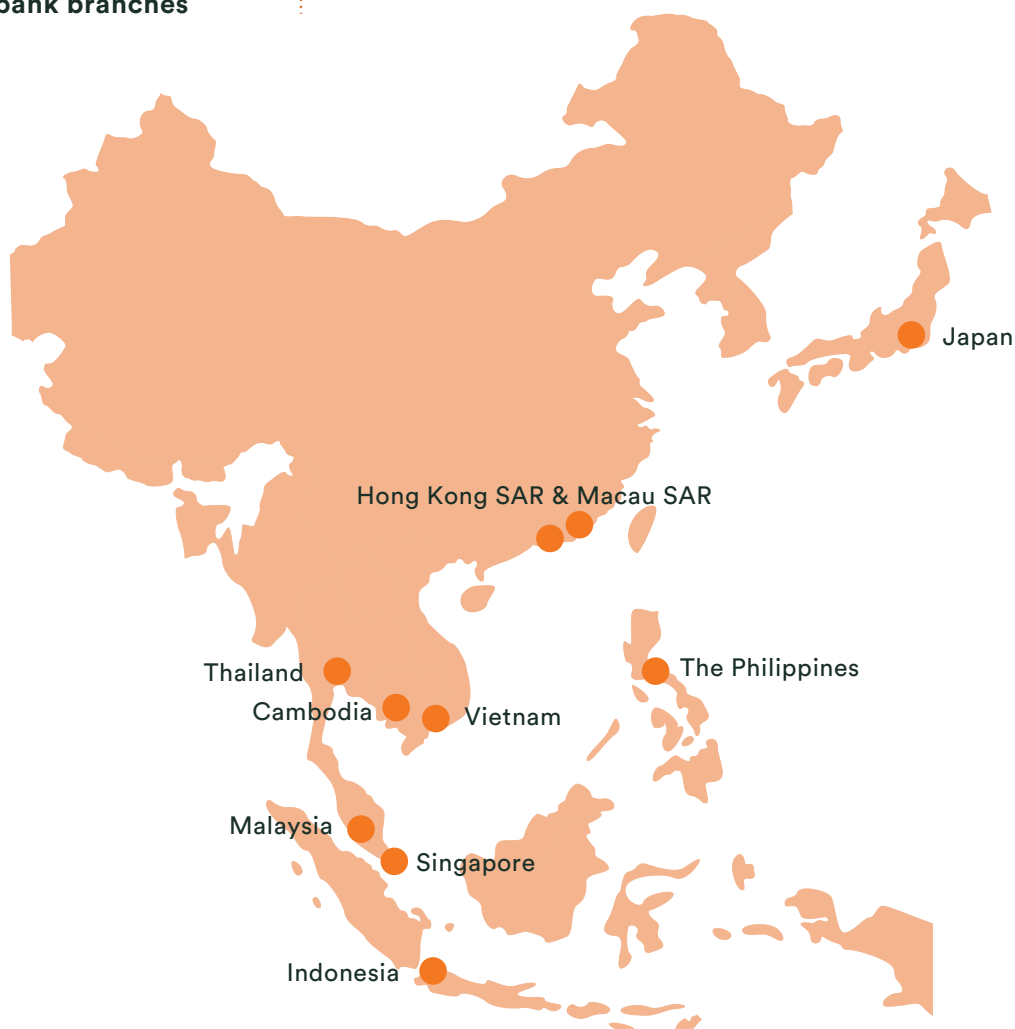 bank branches
Japan
Hong Kong SAR & Macau SAR
The Philippines
Thailand
Cambodia
Vietnam
Malaysia
Singapore
Indonesia